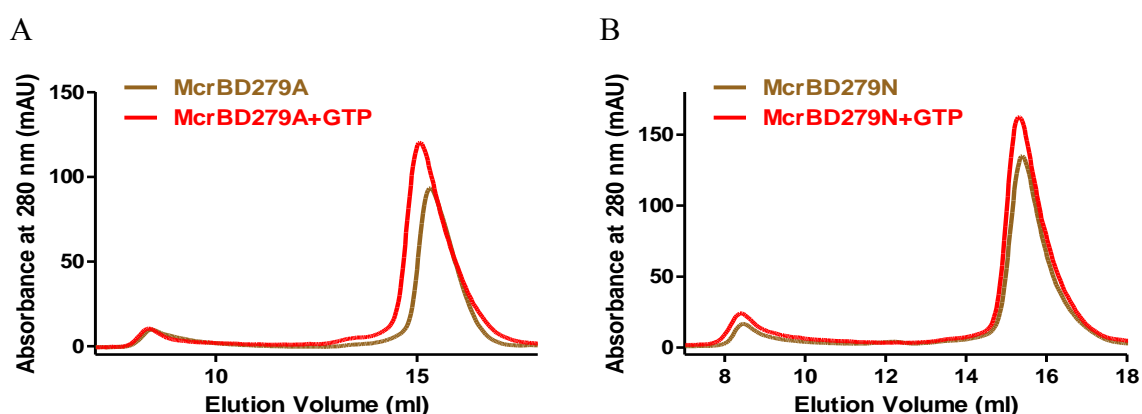 A
McrBD279A
McrBD279A+GTP
Absorbance at 280 nm (mAU)
150
100
50
0
10
15
Elution Volume (ml)
B
McrBD279N
McrBD279N+GTP
Absorbance at 280 nm (mAU)
150
100
50
0
8
10
12
14
16
18
Elution Volume (ml)